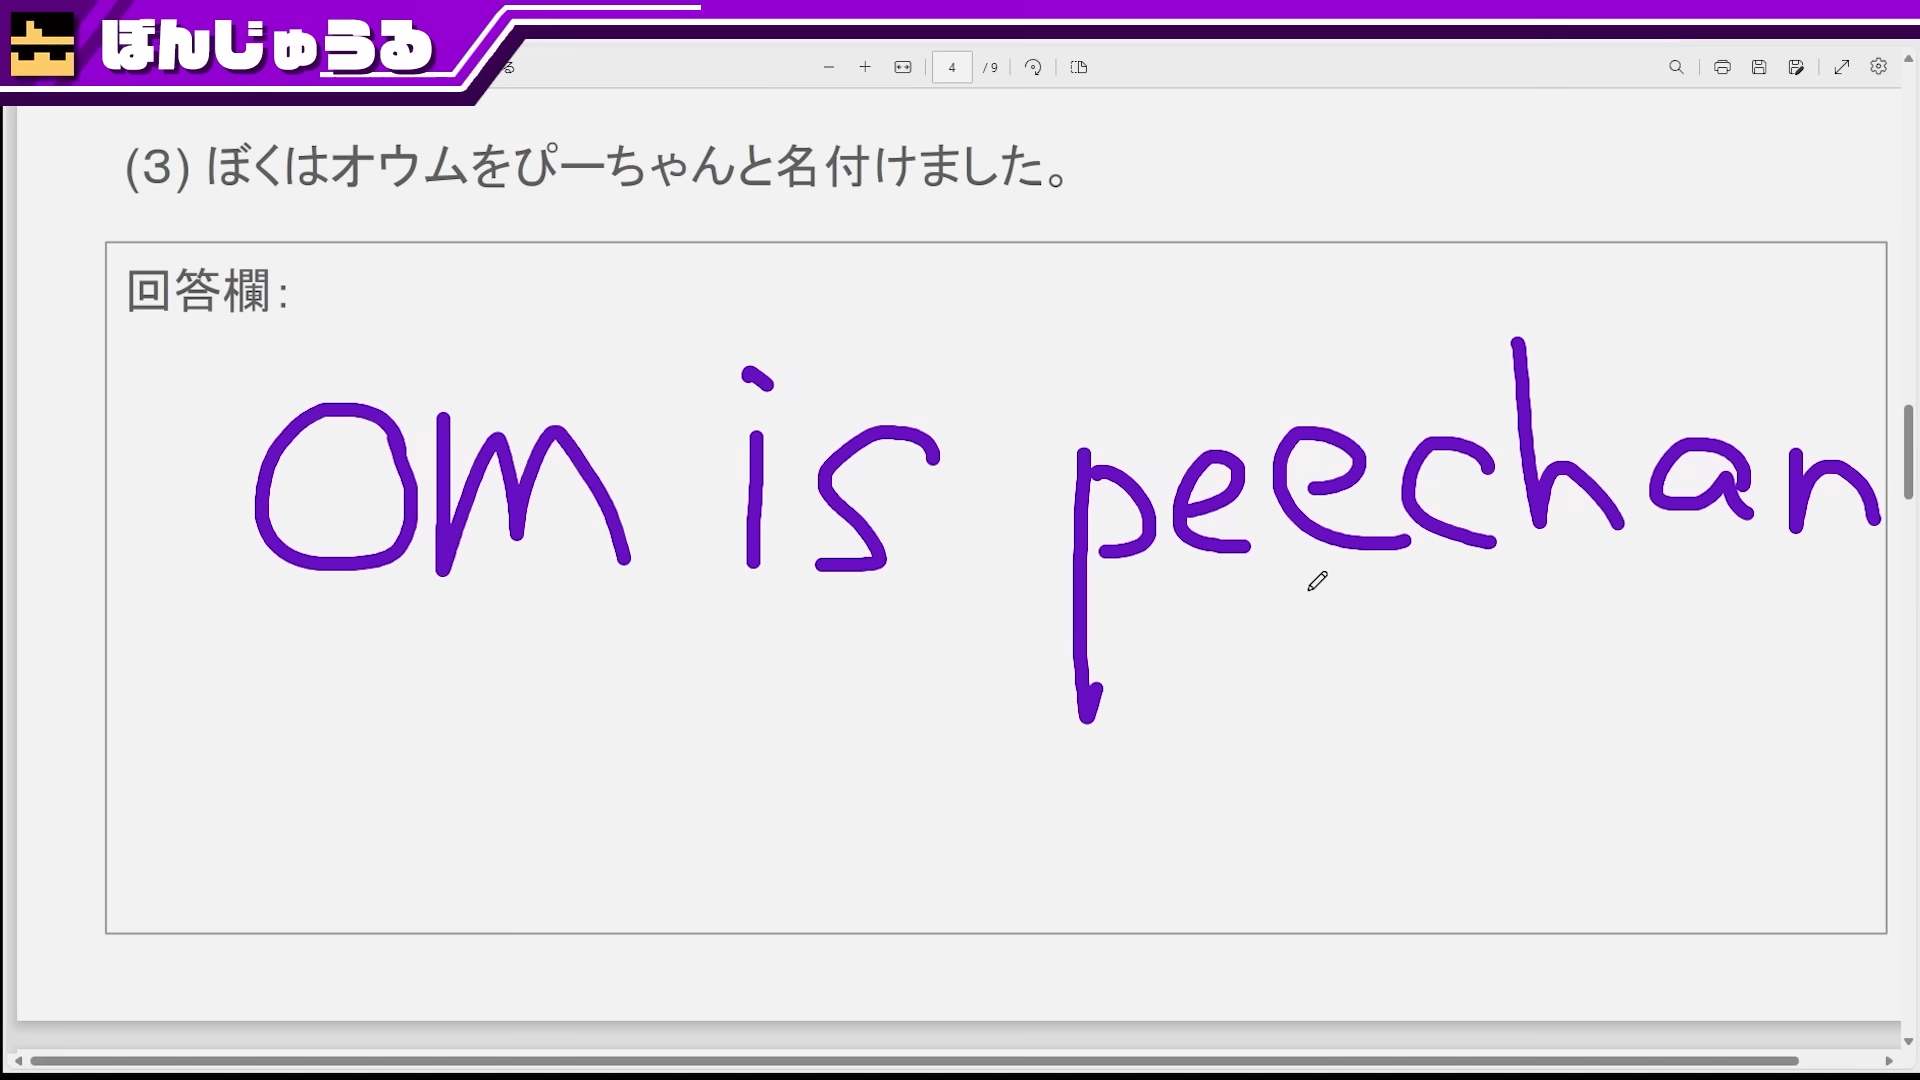 ぼんじゅうる
る
4 / 9
(3) ぼくはオウムをぴーちゃんと名付けました。
回答欄:
OM is peechan